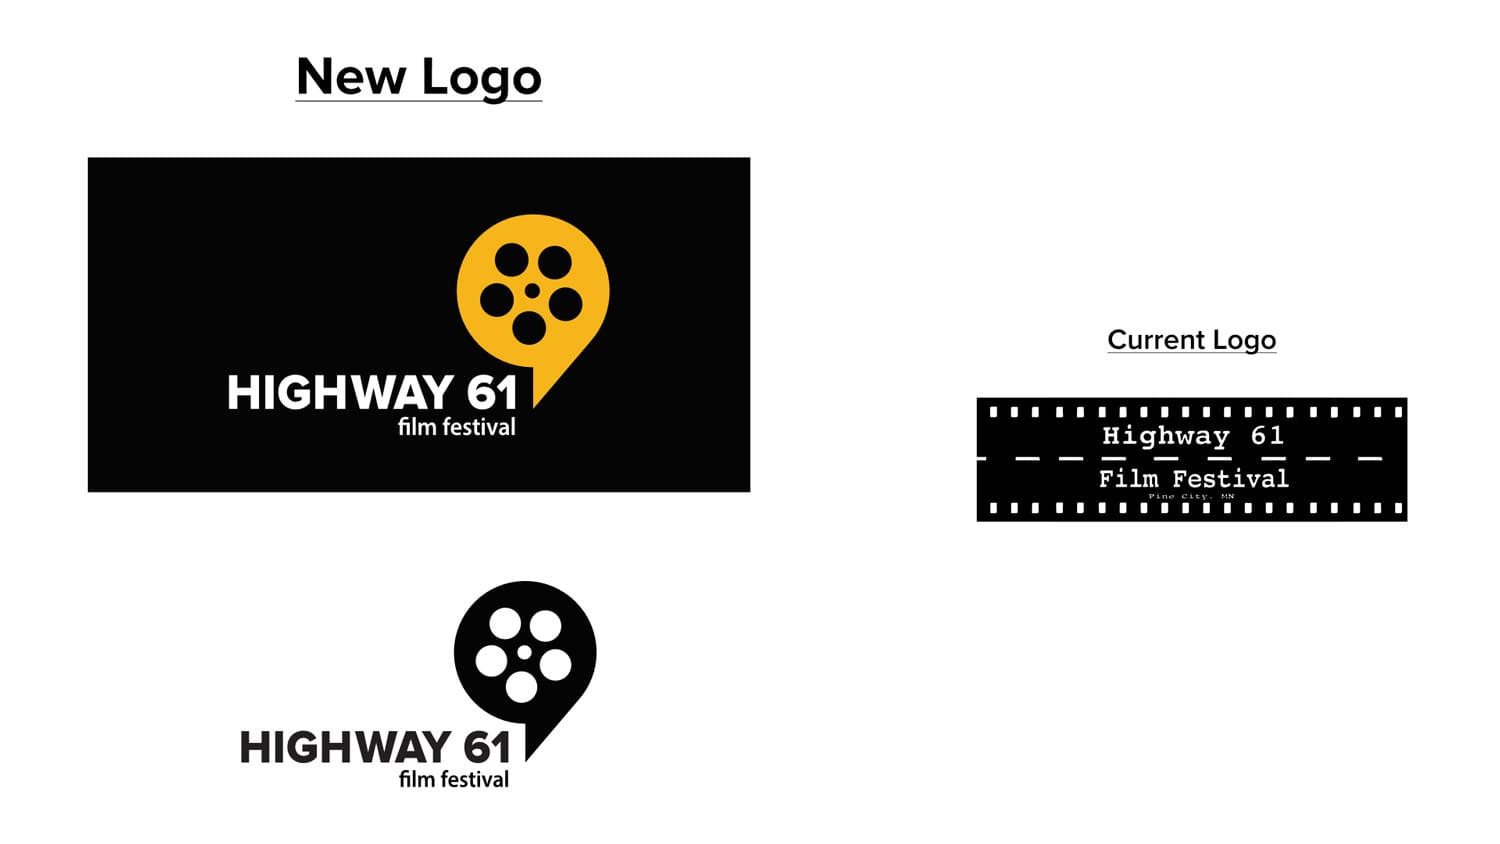 New Logo
HIGHWAY 61
film festival
HIGHWAY 61
film festival
Current Logo
Highway 61
Film Festival
Pine City, MN